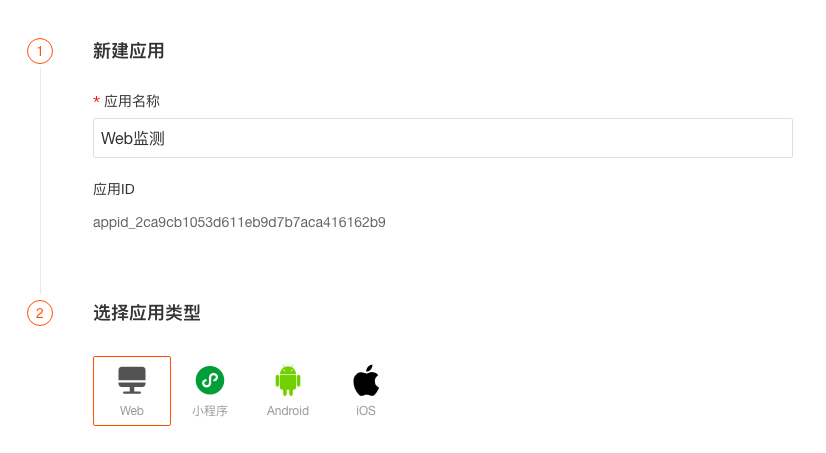 1
新建应用
* 应用名称
Web监测
应用ID
appid_2ca9cb1053d611eb9d7b7aca416162b9
2
选择应用类型
Web 小程序 Android iOS